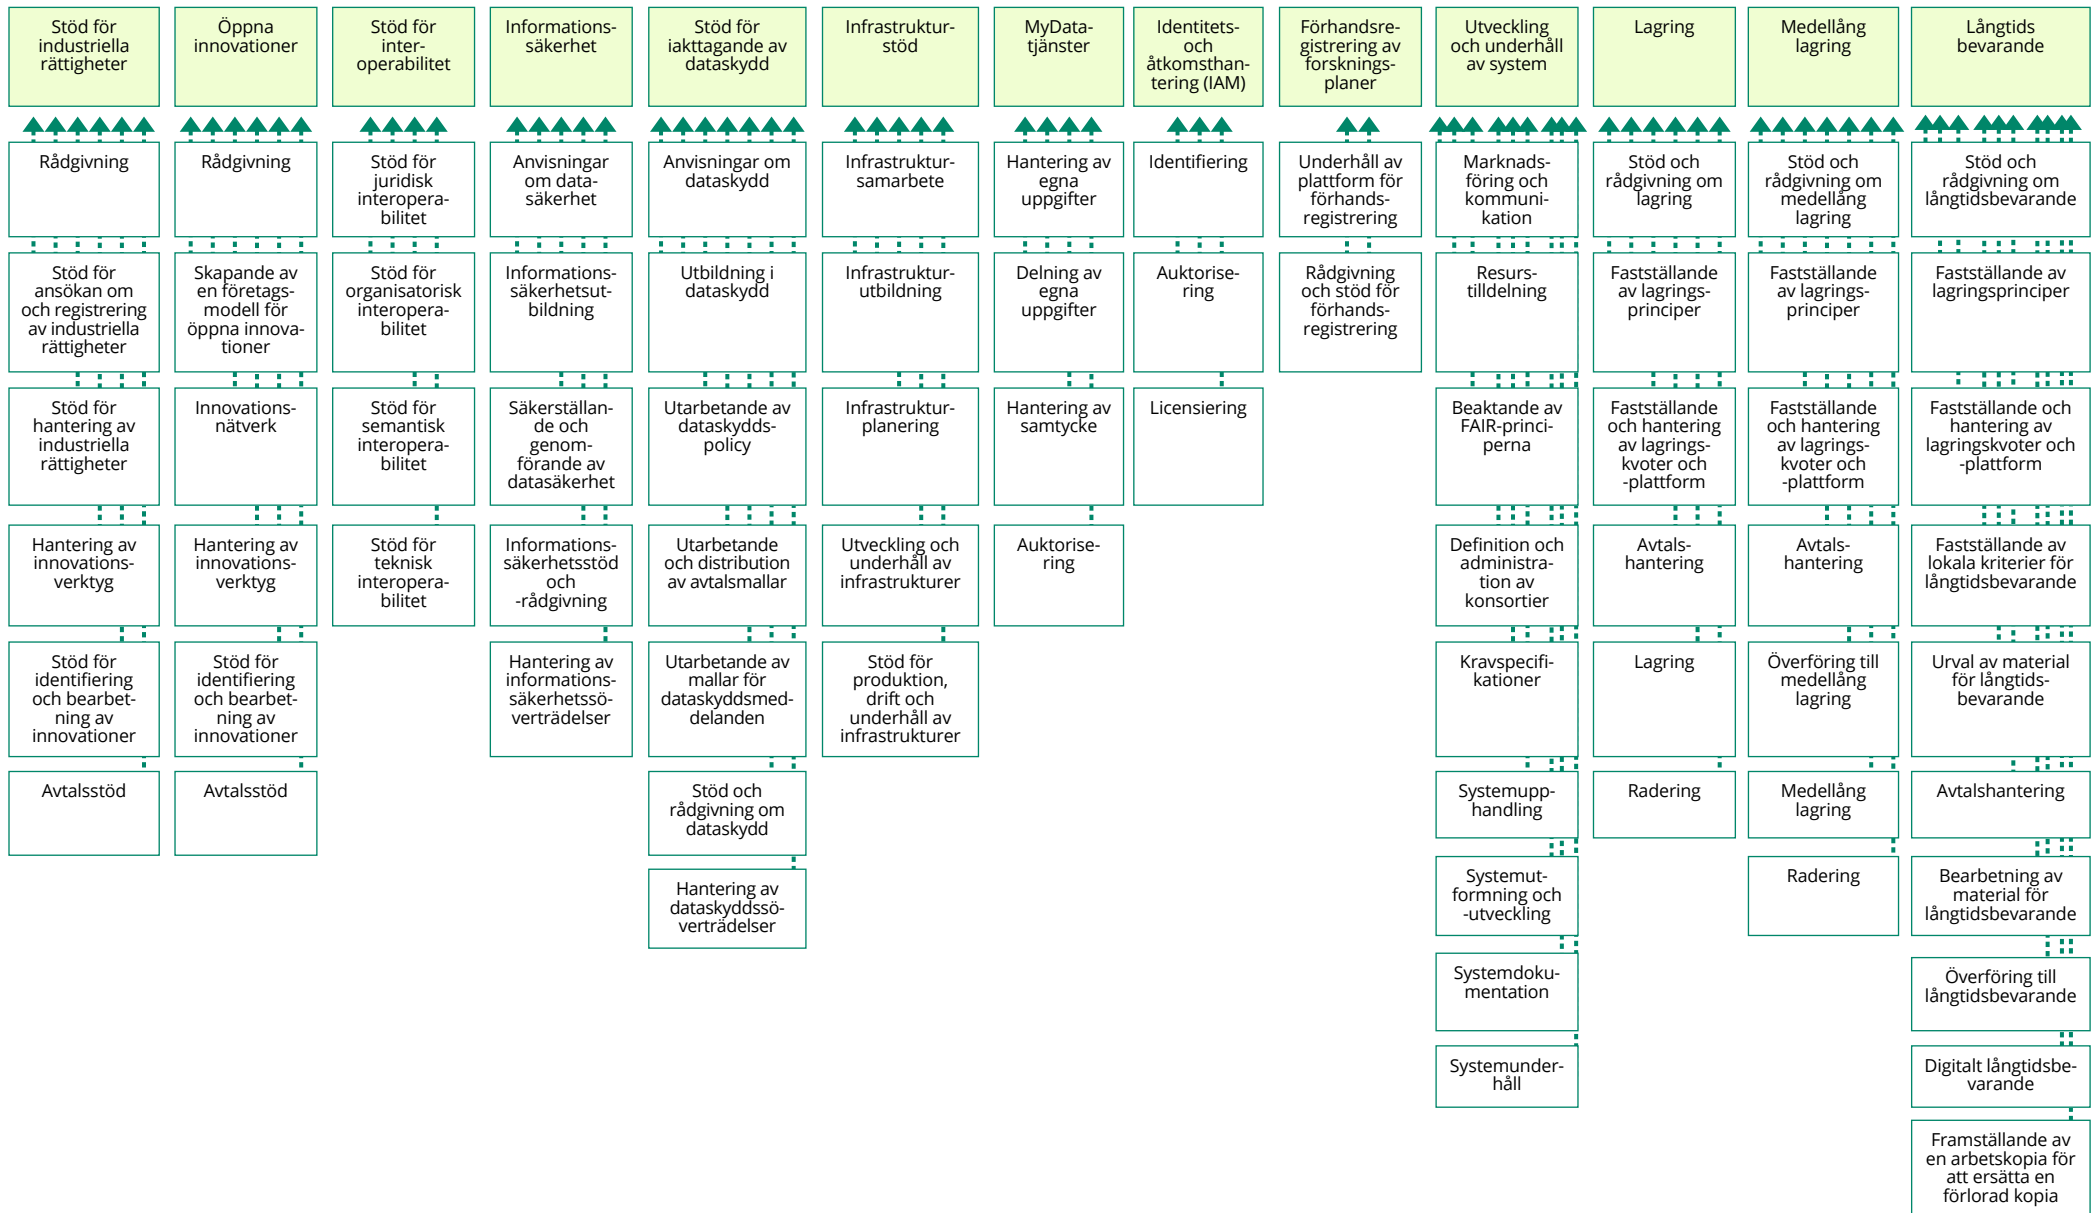 Stöd för
industriella
rättigheter
Öppna
innovationer
Stöd för
inter-
operabilitet
Informations-
säkerhet
Stöd för
iakttagande av
dataskydd
Infrastruktur-
stöd
MyData-
tjänster
Identitets-
och
åtkomsthan-
tering (IAM)
Förhandsre-
gistrering av
forsknings-
planer
Utveckling
och underhåll
av system
Lagring
Medellång
lagring
Långtids
bevarande
Rådgivning
Rådgivning
Stöd för
juridisk
interopera-
bilitet
Anvisningar
om data-
säkerhet
Anvisningar om
dataskydd
Infrastruktur-
samarbete
Hantering av
egna
uppgifter
Identifiering
Underhåll av
plattform för
förhands-
registrering
Marknads-
föring och
kommuni-
kation
Stöd och
rådgivning om
lagring
Stöd och
rådgivning om
medellång
lagring
Stöd och
rådgivning om
långtidsbevarande
Stöd för
ansökan om
och registrering
av industriella
rättigheter
Skapande av
en företags-
modell för
öppna innova-
tioner
Stöd för
organisatorisk
interopera-
bilitet
Informations-
säkerhetsut-
bildning
Utbildning i
dataskydd
Infrastruktur-
utbildning
Delning av
egna
uppgifter
Auktorise-
ring
Rådgivning
och stöd för
förhands-
registrering
Resurs-
tilldelning
Fastställande
av lagrings-
principer
Fastställande
av lagrings-
principer
Fastställande av
lagringsprinciper
Stöd för
hantering av
industriella
rättigheter
Innovations-
nätverk
Stöd för
semantisk
interopera-
bilitet
Säkerställan-
de och
genom-
förande av
datasäkerhet
Utarbetande av
dataskydds-
policy
Infrastruktur-
planering
Hantering av
samtycke
Licensiering
Beaktande av
FAIR-princi-
perna
Fastställande
och hantering
av lagrings-
kvoter och
-plattform
Fastställande
och hantering
av lagrings-
kvoter och
-plattform
Fastställande och
hantering av
lagringskvoter och
-plattform
Hantering av
innovations-
verktyg
Hantering av
innovations-
verktyg
Stöd för
teknisk
interopera-
bilitet
Informations-
säkerhetsstöd
och
-rådgivning
Utarbetande
och distribution
av avtalsmallar
Utveckling och
underhåll av
infrastrukturer
Auktorise-
ring
Definition och
administra-
tion av
konsortier
Avtals-
hantering
Avtals-
hantering
Fastställande av
lokala kriterier för
långtidsbevarande
Stöd för
identifiering
och bearbet-
ning av
innovationer
Stöd för
identifiering
och bearbet-
ning av
innovationer
Hantering av
informations-
säkerhetssö-
verträdelser
Utarbetande av
mallar för
dataskyddsmed-
delanden
Stöd för
produktion,
drift och
underhåll av
infrastrukturer
Kravspecifi-
kationer
Lagring
Överföring till
medellång
lagring
Urval av material
för långtids-
bevarande
Avtalsstöd
Avtalsstöd
Stöd och
rådgivning om
dataskydd
Systemupp-
handling
Radering
Medellång
lagring
Avtalshantering
Hantering av
dataskyddssö-
verträdelser
Systemut-
formning och
-utveckling
Radering
Bearbetning av
material för
långtidsbevarande
Systemdoku-
mentation
Överföring till
långtidsbevarande
Systemunder-
håll
Digitalt långtidsbe-
varande
Framställande av
en arbetskopia för
att ersätta en
förlorad kopia